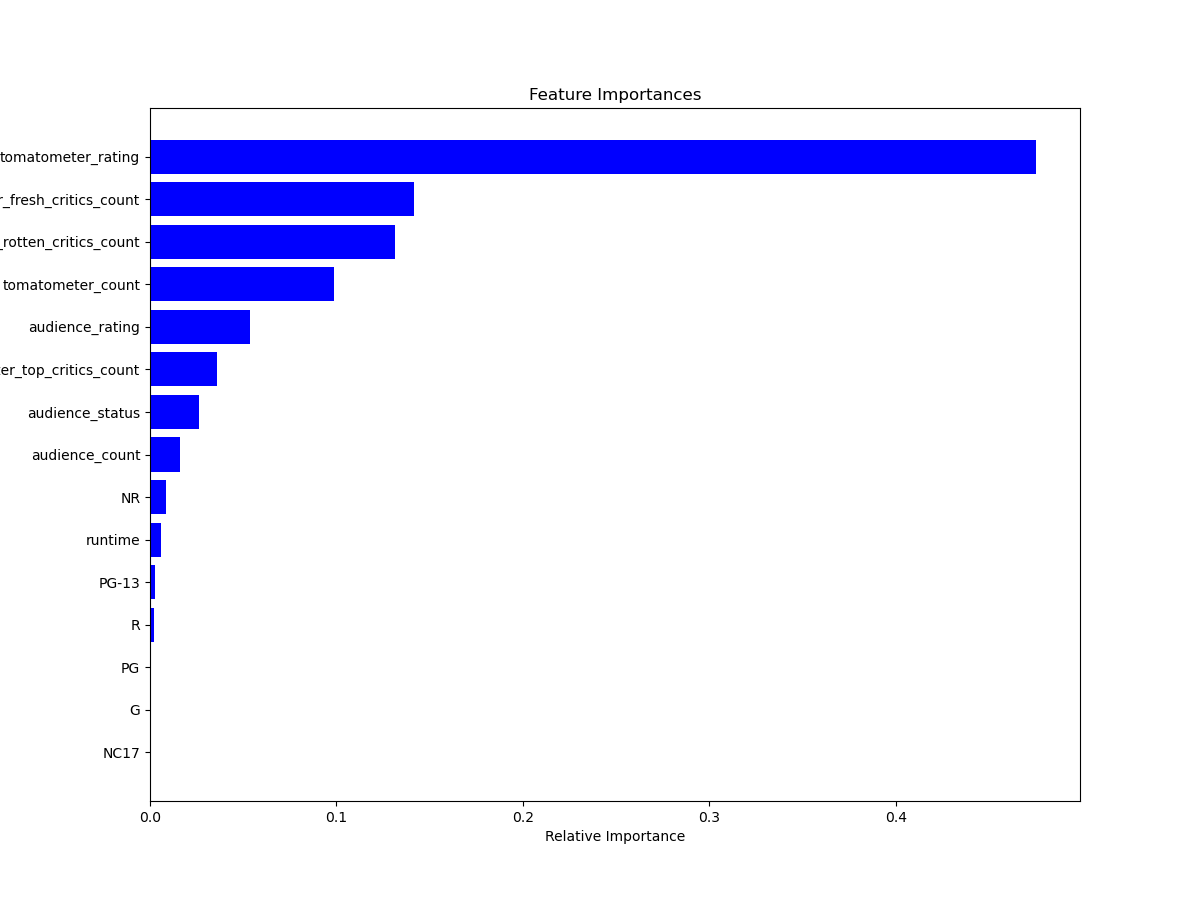 Feature Importances
tomatometer_rating
r_fresh_critics_count
_rotten_critics_count
tomatometer_count
audience_rating
er_top_critics_count
audience_status
audience_count
NR
runtime
PG-13
R
PG
G
NC17
0.0 0.1 0.2 0.3 0.4
Relative Importance